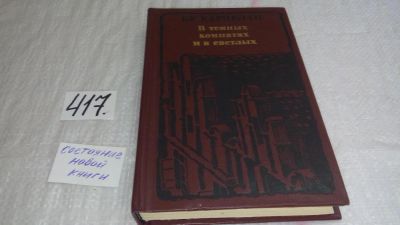 417.
состояние
новой
книги
В темных
комнатах
и в светлых